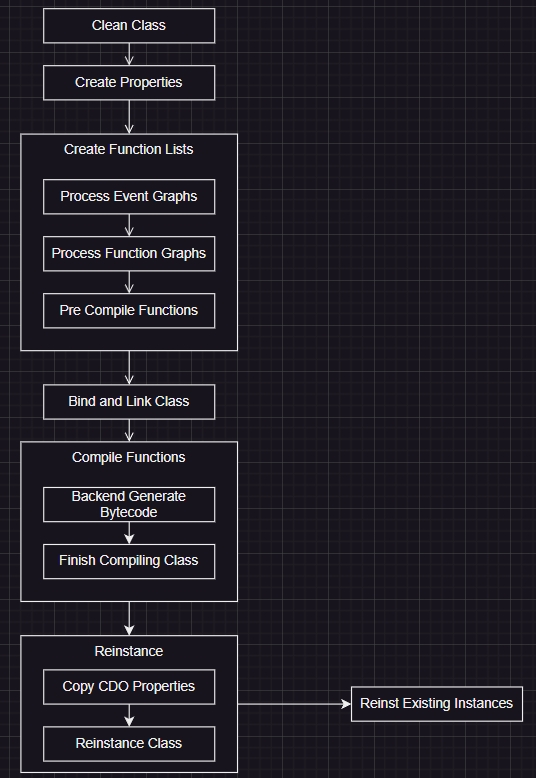 Clean Class
Create Properties
Create Function Lists
Process Event Graphs
Process Function Graphs
Pre Compile Functions
Bind and Link Class
Compile Functions
Backend Generate
Bytecode
Finish Compiling Class
Reinstance
Copy CDO Properties
Reinst Existing Instances
Reinstance Class